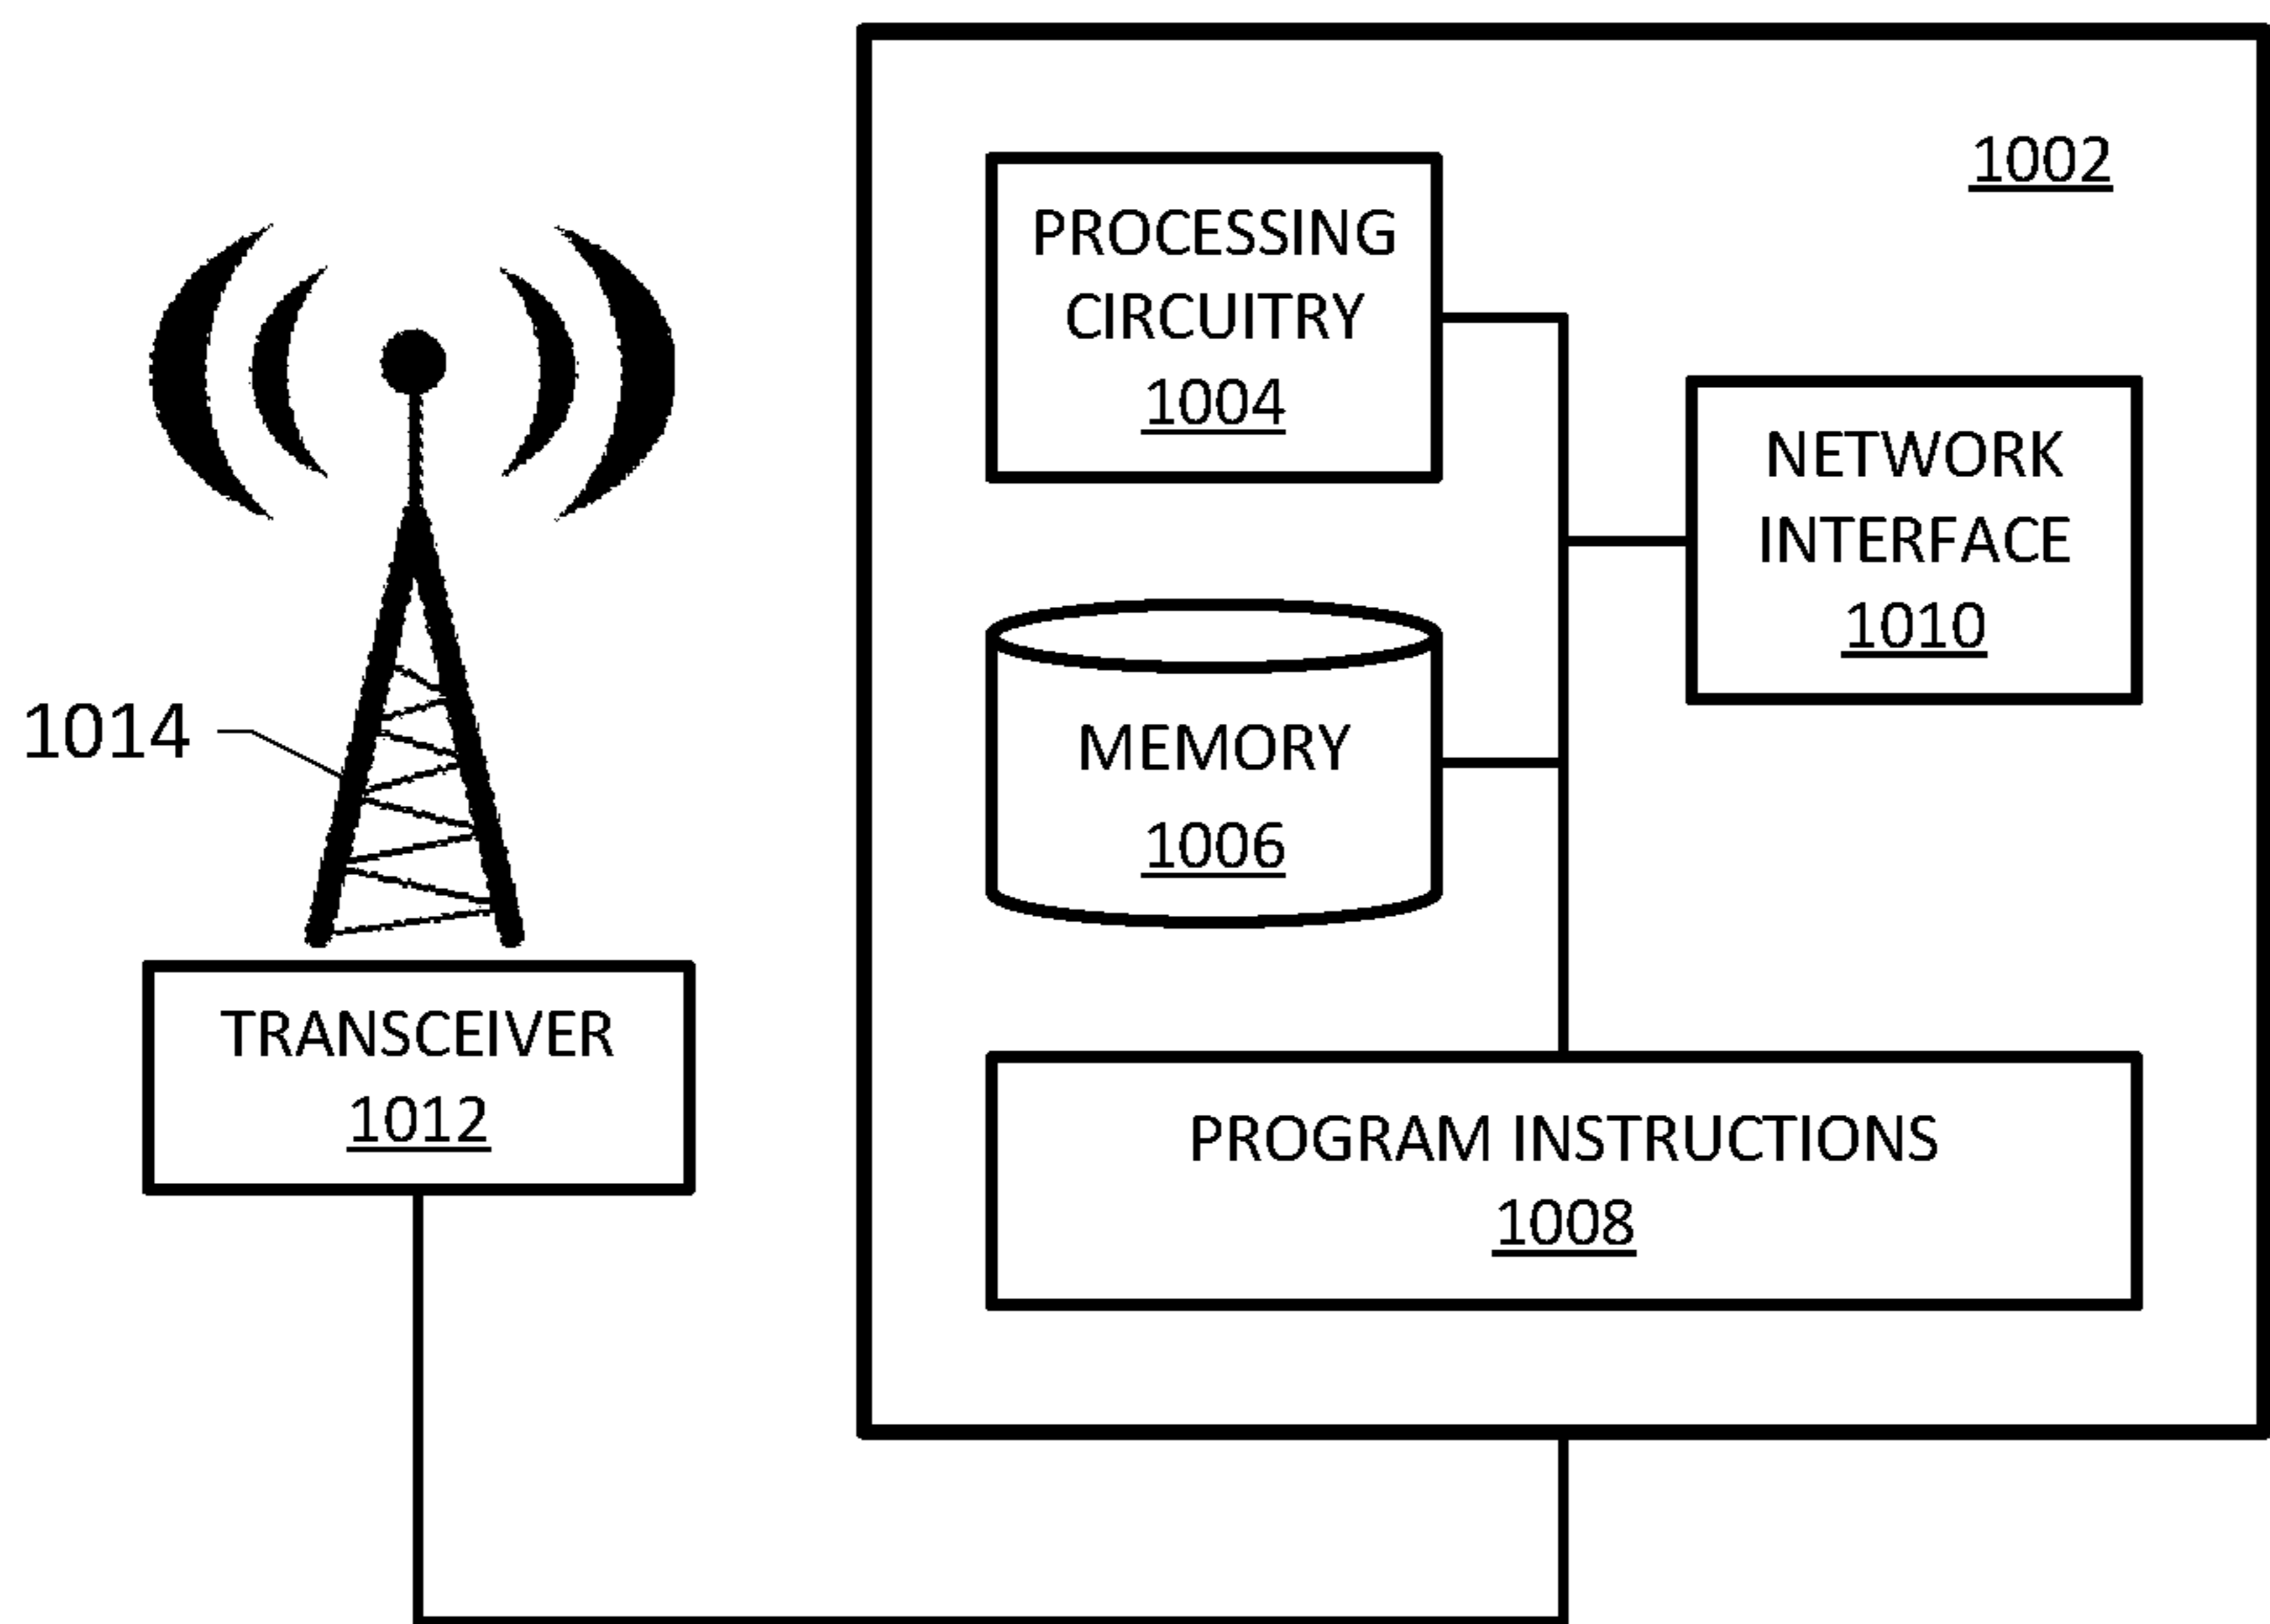 1002
PROCESSING
CIRCUITRY
1004
NETWORK
INTERFACE
1010
1014
MEMORY
1006
TRANSCEIVER
1012
PROGRAM INSTRUCTIONS
1008